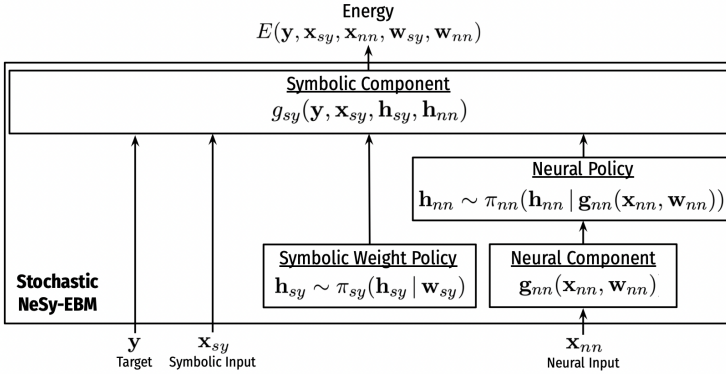 Energy
E(y, x_sy, x_nn, w_sy, w_nn)
Symbolic Component
g_sy(y, x_sy, h_sy, h_nn)
Neural Policy
h_nn ∼ π_nn(h_nn | g_nn(x_nn, w_nn))
Symbolic Weight Policy
h_sy ∼ π_sy(h_sy | w_sy)
Neural Component
g_nn(x_nn, w_nn)
Stochastic
NeSy-EBM
y
Target
x_sy
Symbolic Input
x_nn
Neural Input